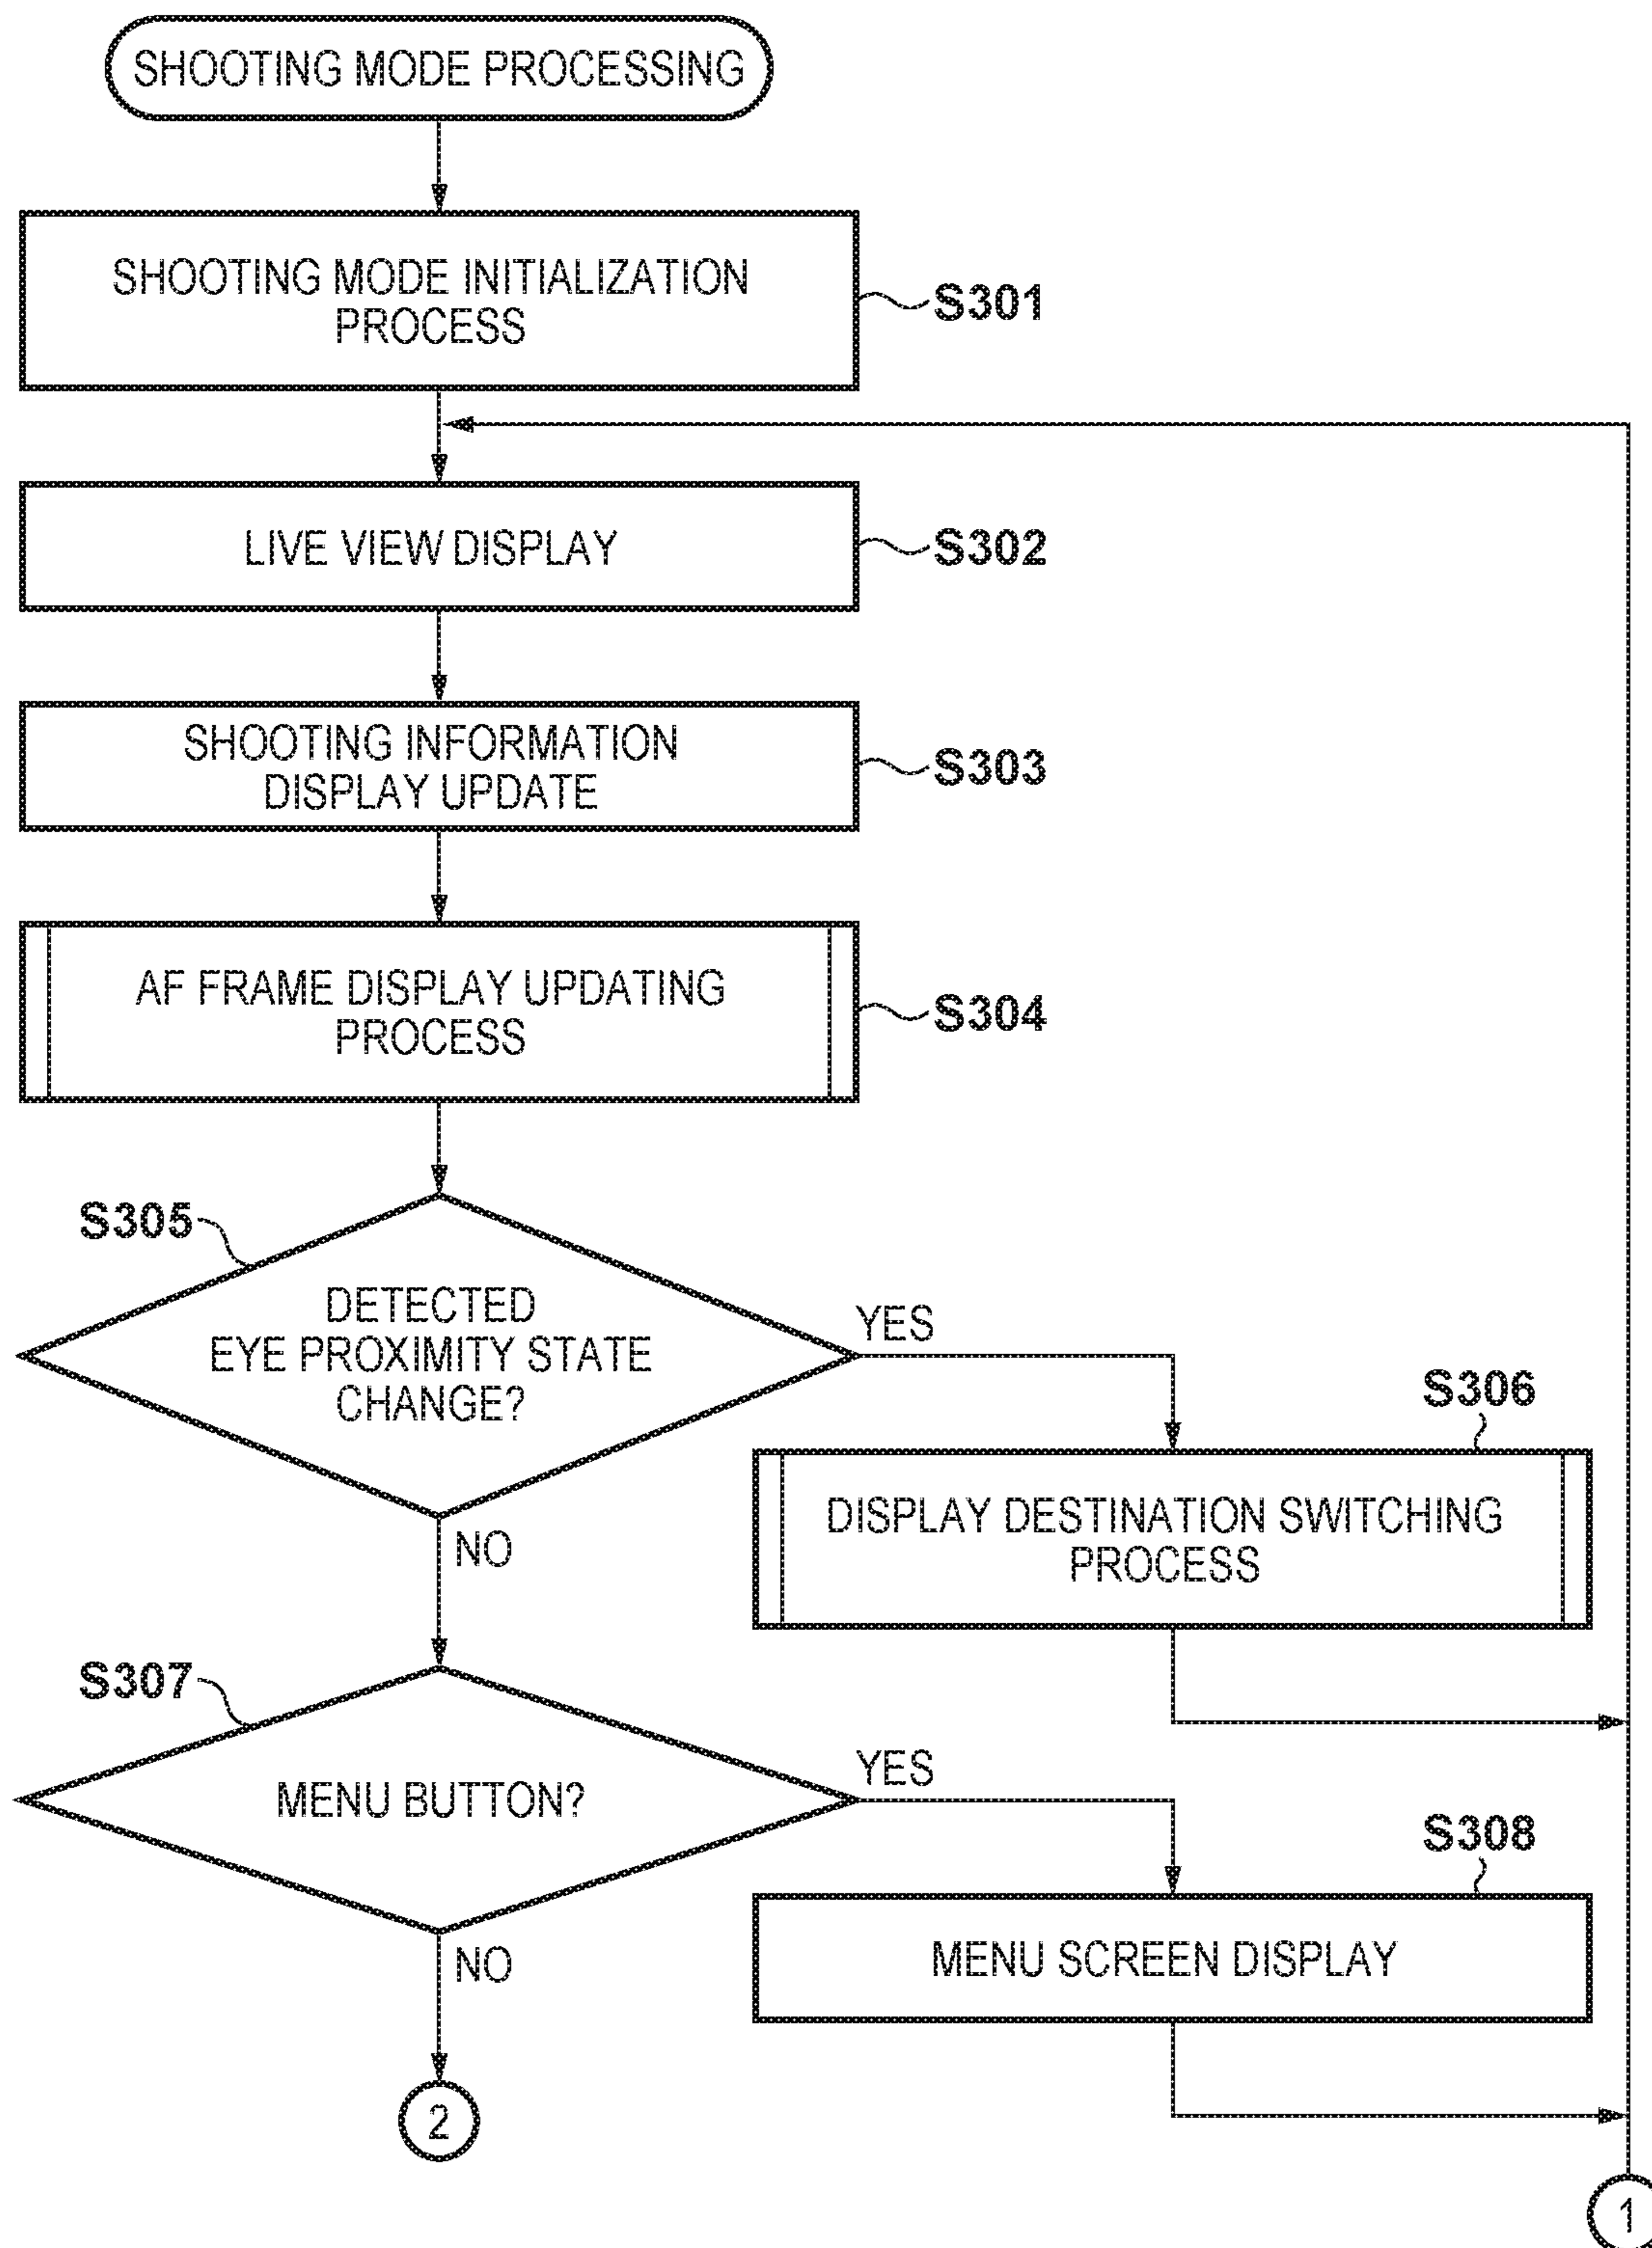 SHOOTING MODE PROCESSING
SHOOTING MODE INITIALIZATION
PROCESS
S301
LIVE VIEW DISPLAY
S302
SHOOTING INFORMATION
DISPLAY UPDATE
S303
AF FRAME DISPLAY UPDATING
PROCESS
S304
S305
DETECTED
EYE PROXIMITY STATE
CHANGE?
YES
NO
S306
DISPLAY DESTINATION SWITCHING
PROCESS
S307
MENU BUTTON?
YES
NO
S308
MENU SCREEN DISPLAY
2
1